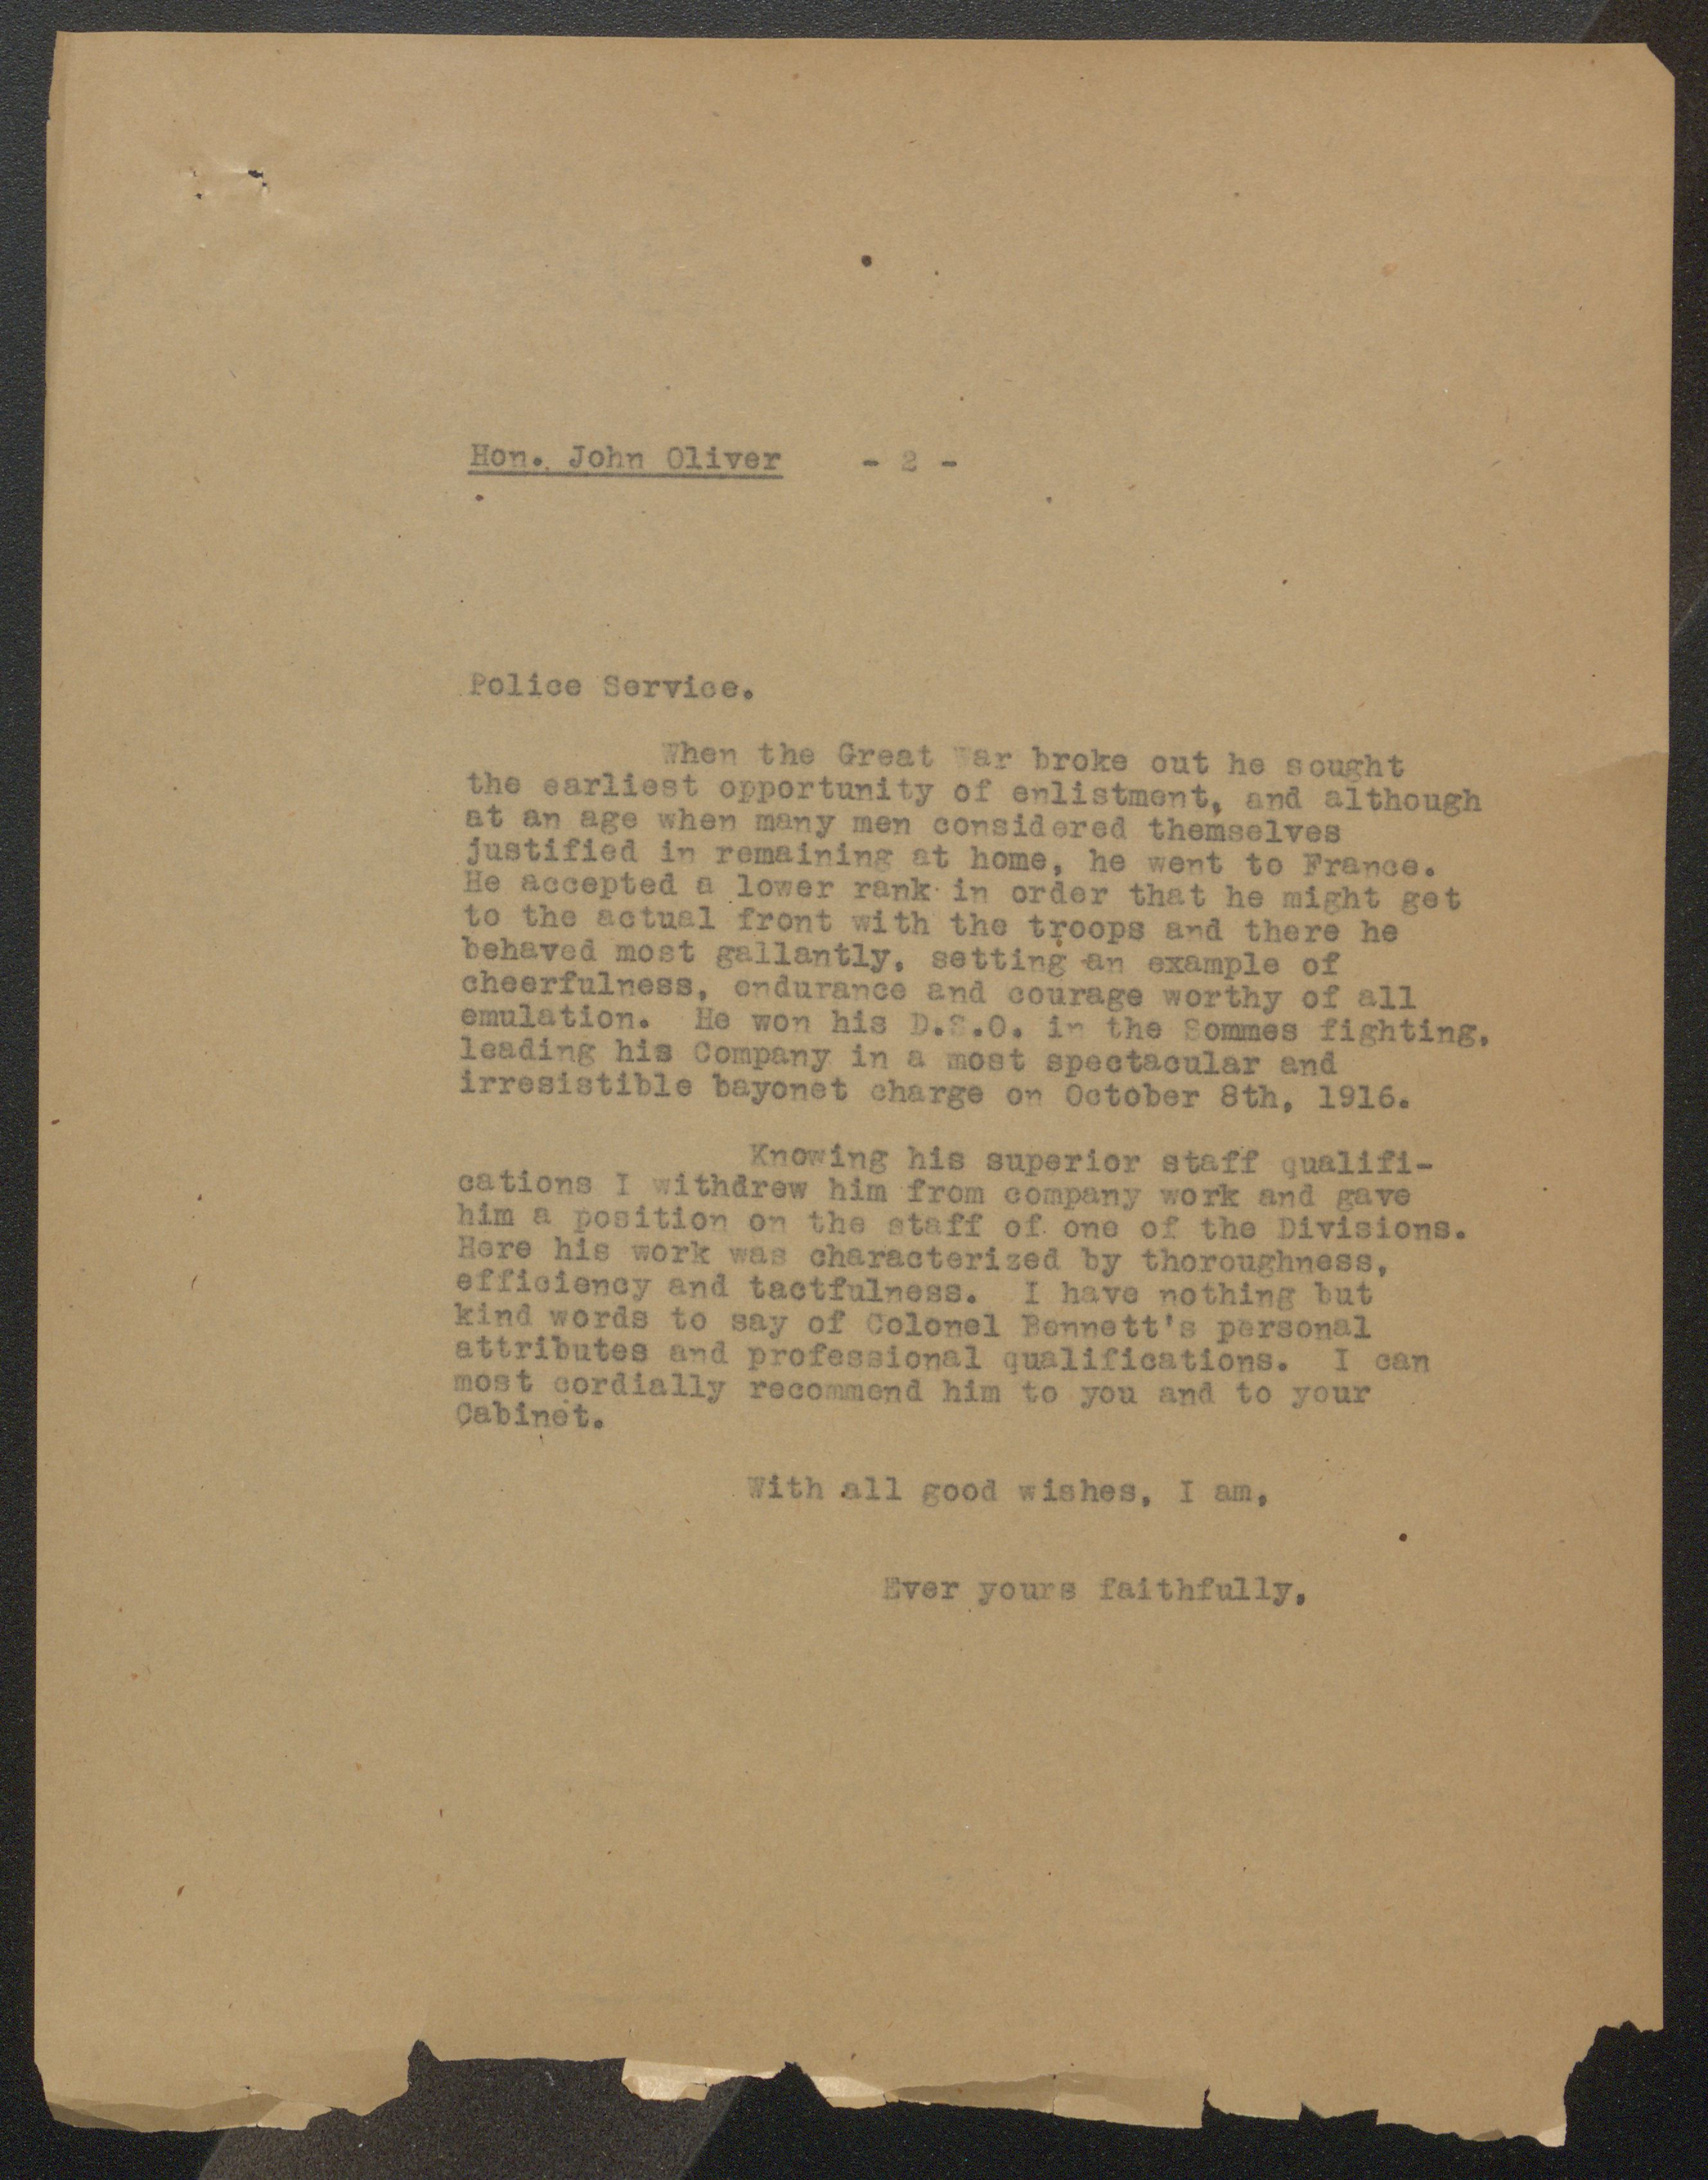 Hon. John Oliver - 2 -
Police Service.
When the Great War broke out he sought
the earliest opportunity of enlistment, and although
at an age when many men considered themselves
justified in remaining at home, he went to France.
He accepted a lower rank in order that he might get
to the actual front with the troops and there he
behaved most gallantly, setting an example of
cheerfulness, endurance and courage worthy of all
emulation. He won his D.S.O. in the Sommes fighting,
leading his Company in a most spectacular and
irresistible bayonet charge on October 8th, 1916.
Knowing his superior staff qualifi-
cations I withdrew him from company work and gave
him a position on the staff of one of the Divisions.
Here his work was characterized by thoroughness,
efficiency and tactfulness. I have nothing but
kind words to say of Colonel Bennett's personal
attributes and professional qualifications. I can
most cordially recommend him to you and to your
Cabinet.
With all good wishes, I am,
Ever yours faithfully,